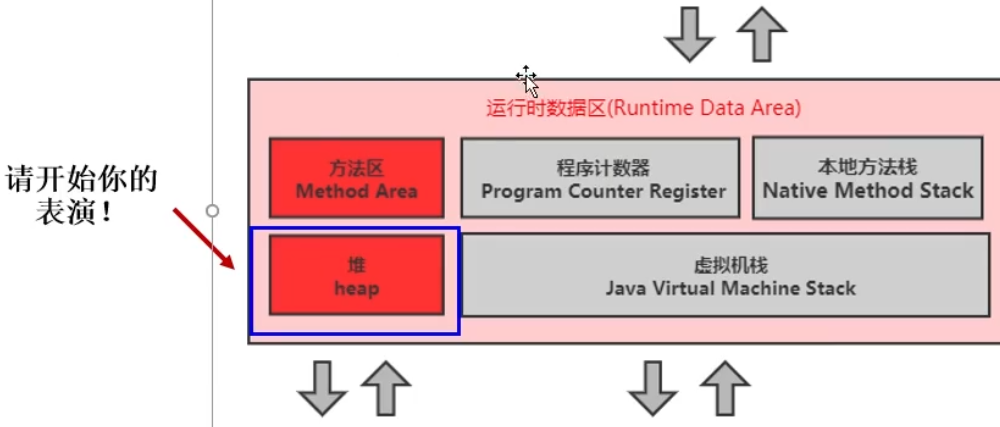 运行时数据区(Runtime Data Area)
方法区
Method Area
程序计数器
Program Counter Register
本地方法栈
Native Method Stack
请开始你的
表演！
堆
heap
虚拟机栈
Java Virtual Machine Stack